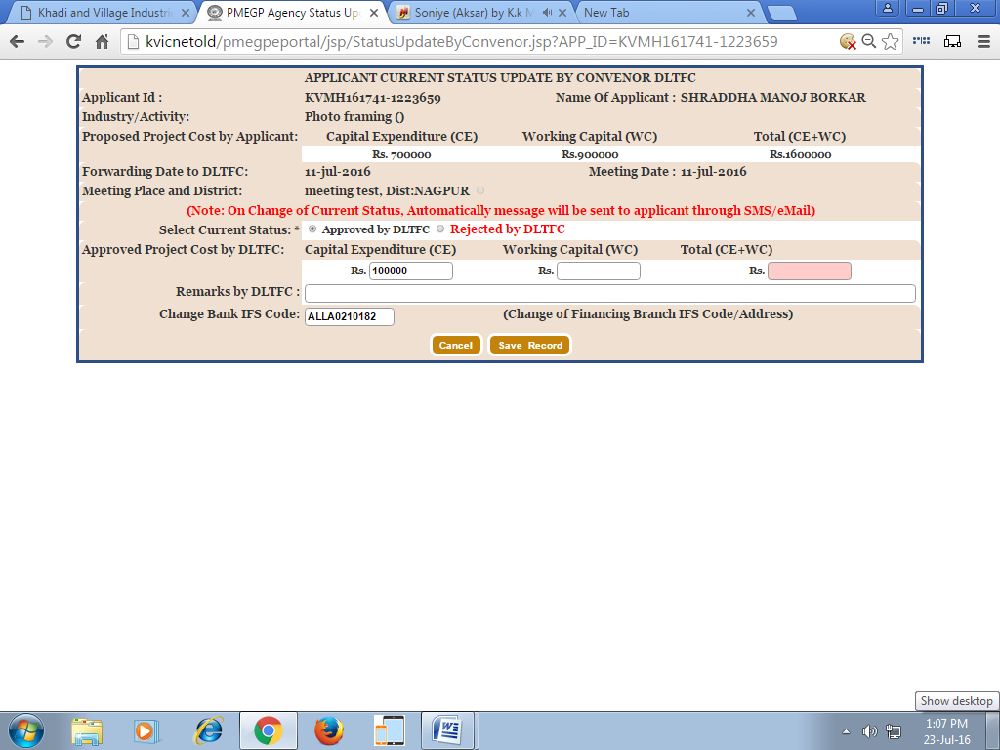 Khadi and Village Industri
PMEGP Agency Status Up
Soniye (Aksar) by K.k M
New Tab
kvicnetold/pmegpeportal/jsp/StatusUpdateByConvenor.jsp?APP_ID=KVMH161741-1223659
APPLICANT CURRENT STATUS UPDATE BY CONVENOR DLTFC
Applicant Id : KVMH161741-1223659 Name Of Applicant : SHRADDHA MANOJ BORKAR
Industry/Activity: Photo framing ()
Proposed Project Cost by Applicant: Capital Expenditure (CE) Working Capital (WC) Total (CE+WC)
Rs. 700000 Rs.900000 Rs.1600000
Forwarding Date to DLTFC: 11-jul-2016 Meeting Date : 11-jul-2016
Meeting Place and District: meeting test, Dist:NAGPUR
(Note: On Change of Current Status, Automatically message will be sent to applicant through SMS/eMail)
Select Current Status: * Approved by DLTFC Rejected by DLTFC
Approved Project Cost by DLTFC: Capital Expenditure (CE) Working Capital (WC) Total (CE+WC)
Rs. 100000 Rs. Rs.
Remarks by DLTFC :
Change Bank IFS Code: ALLA0210182 (Change of Financing Branch IFS Code/Address)
Cancel Save Record
Show desktop
1:07 PM
23-Jul-16